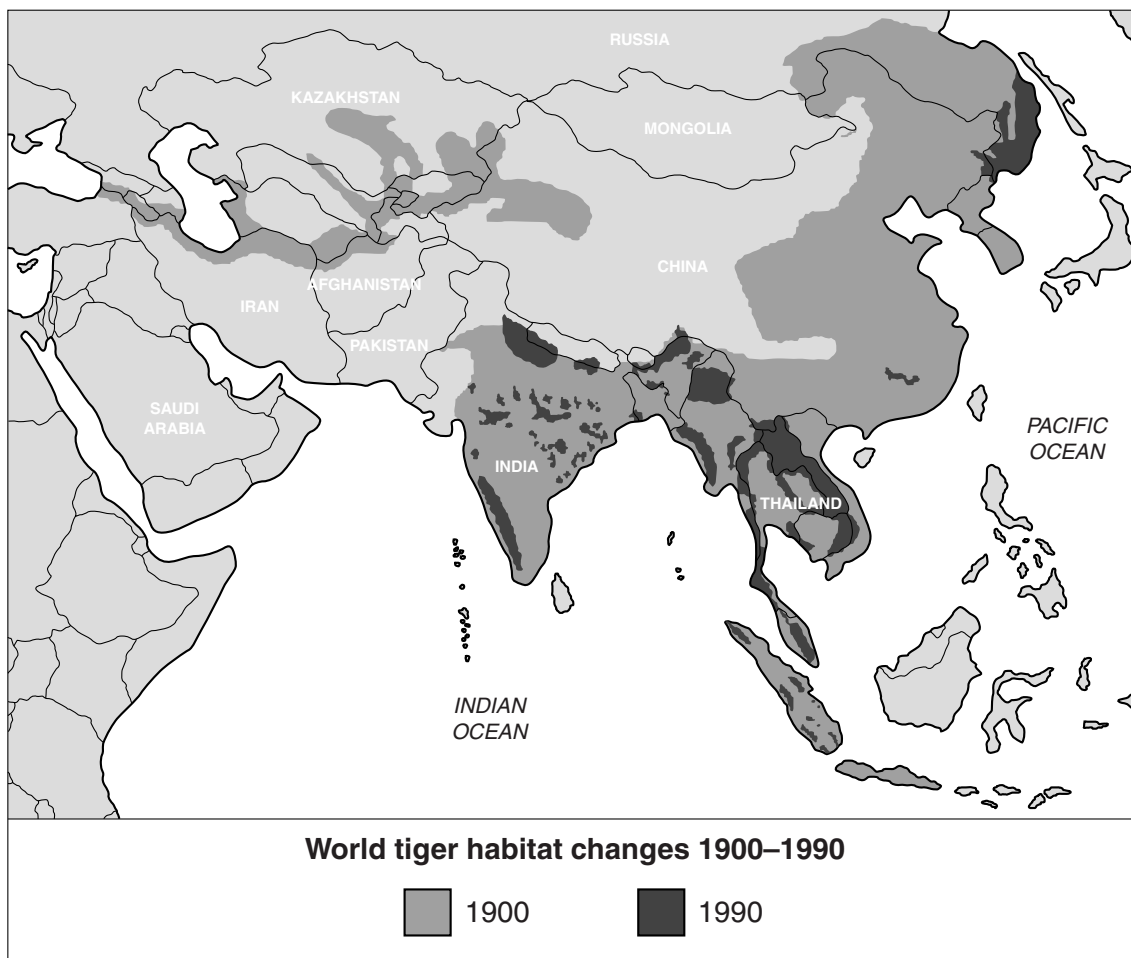 RUSSIA
KAZAKHSTAN
MONGOLIA
CHINA
AFGHANISTAN
IRAN
PAKISTAN
SAUDI
ARABIA
PACIFIC
OCEAN
INDIA
THAILAND
INDIAN
OCEAN
World tiger habitat changes 1900–1990
1900
1990